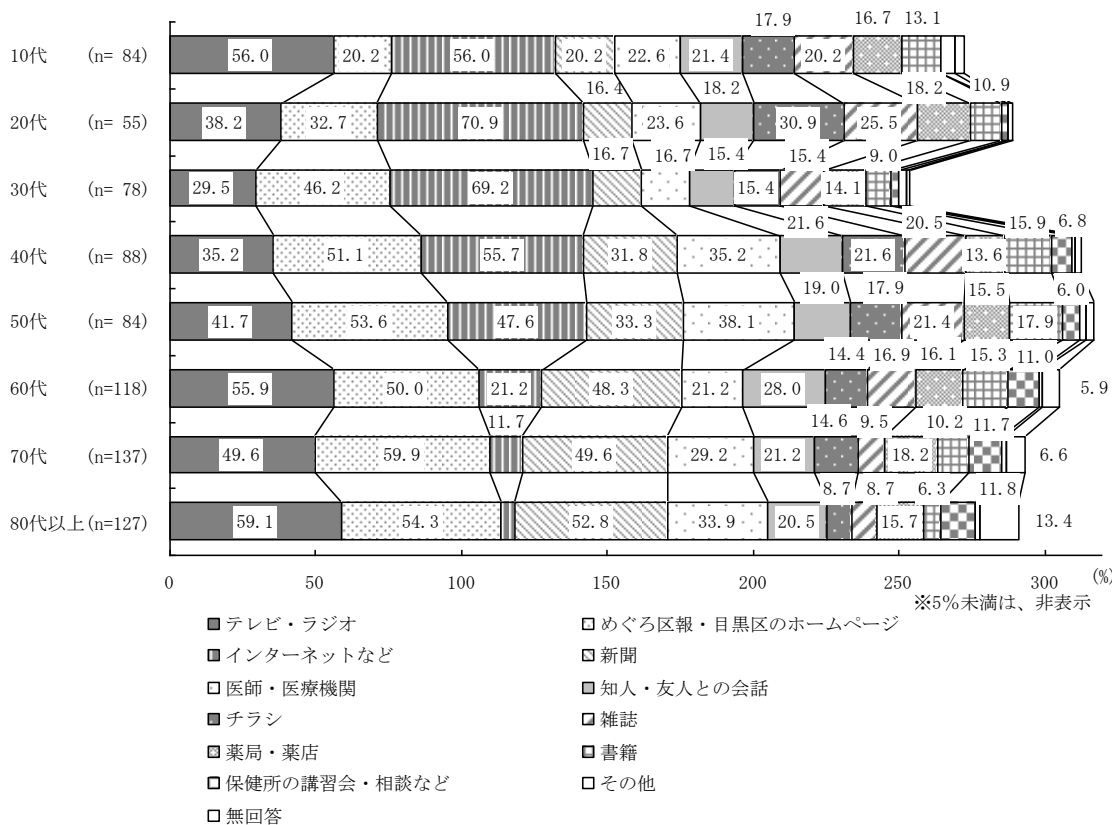 17.9 16.7 13.1
10代 (n= 84) 56.0 20.2 56.0 20.2 22.6 21.4 20.2
16.4 18.2 18.2 10.9
20代 (n= 55) 38.2 32.7 70.9 23.6 30.9 25.5
16.7 16.7 15.4 15.4 9.0
30代 (n= 78) 29.5 46.2 69.2 15.4 14.1
21.6 20.5 15.9 6.8
40代 (n= 88) 35.2 51.1 55.7 31.8 35.2 21.6 13.6
19.0 17.9 15.5 6.0
50代 (n= 84) 41.7 53.6 47.6 33.3 38.1 21.4 17.9
14.4 16.9 16.1 15.3 11.0
60代 (n=118) 55.9 50.0 21.2 48.3 21.2 28.0 5.9
11.7 14.6 9.5 10.2 11.7
70代 (n=137) 49.6 59.9 49.6 29.2 21.2 18.2 6.6
8.7 8.7 6.3 11.8
80代以上(n=127) 59.1 54.3 52.8 33.9 20.5 15.7 13.4
0 50 100 150 200 250 300 (%)
※5％未満は、非表示
テレビ・ラジオ めぐろ区報・目黒区のホームページ
インターネットなど 新聞
医師・医療機関 知人・友人との会話
チラシ 雑誌
薬局・薬店 書籍
保健所の講習会・相談など その他
無回答